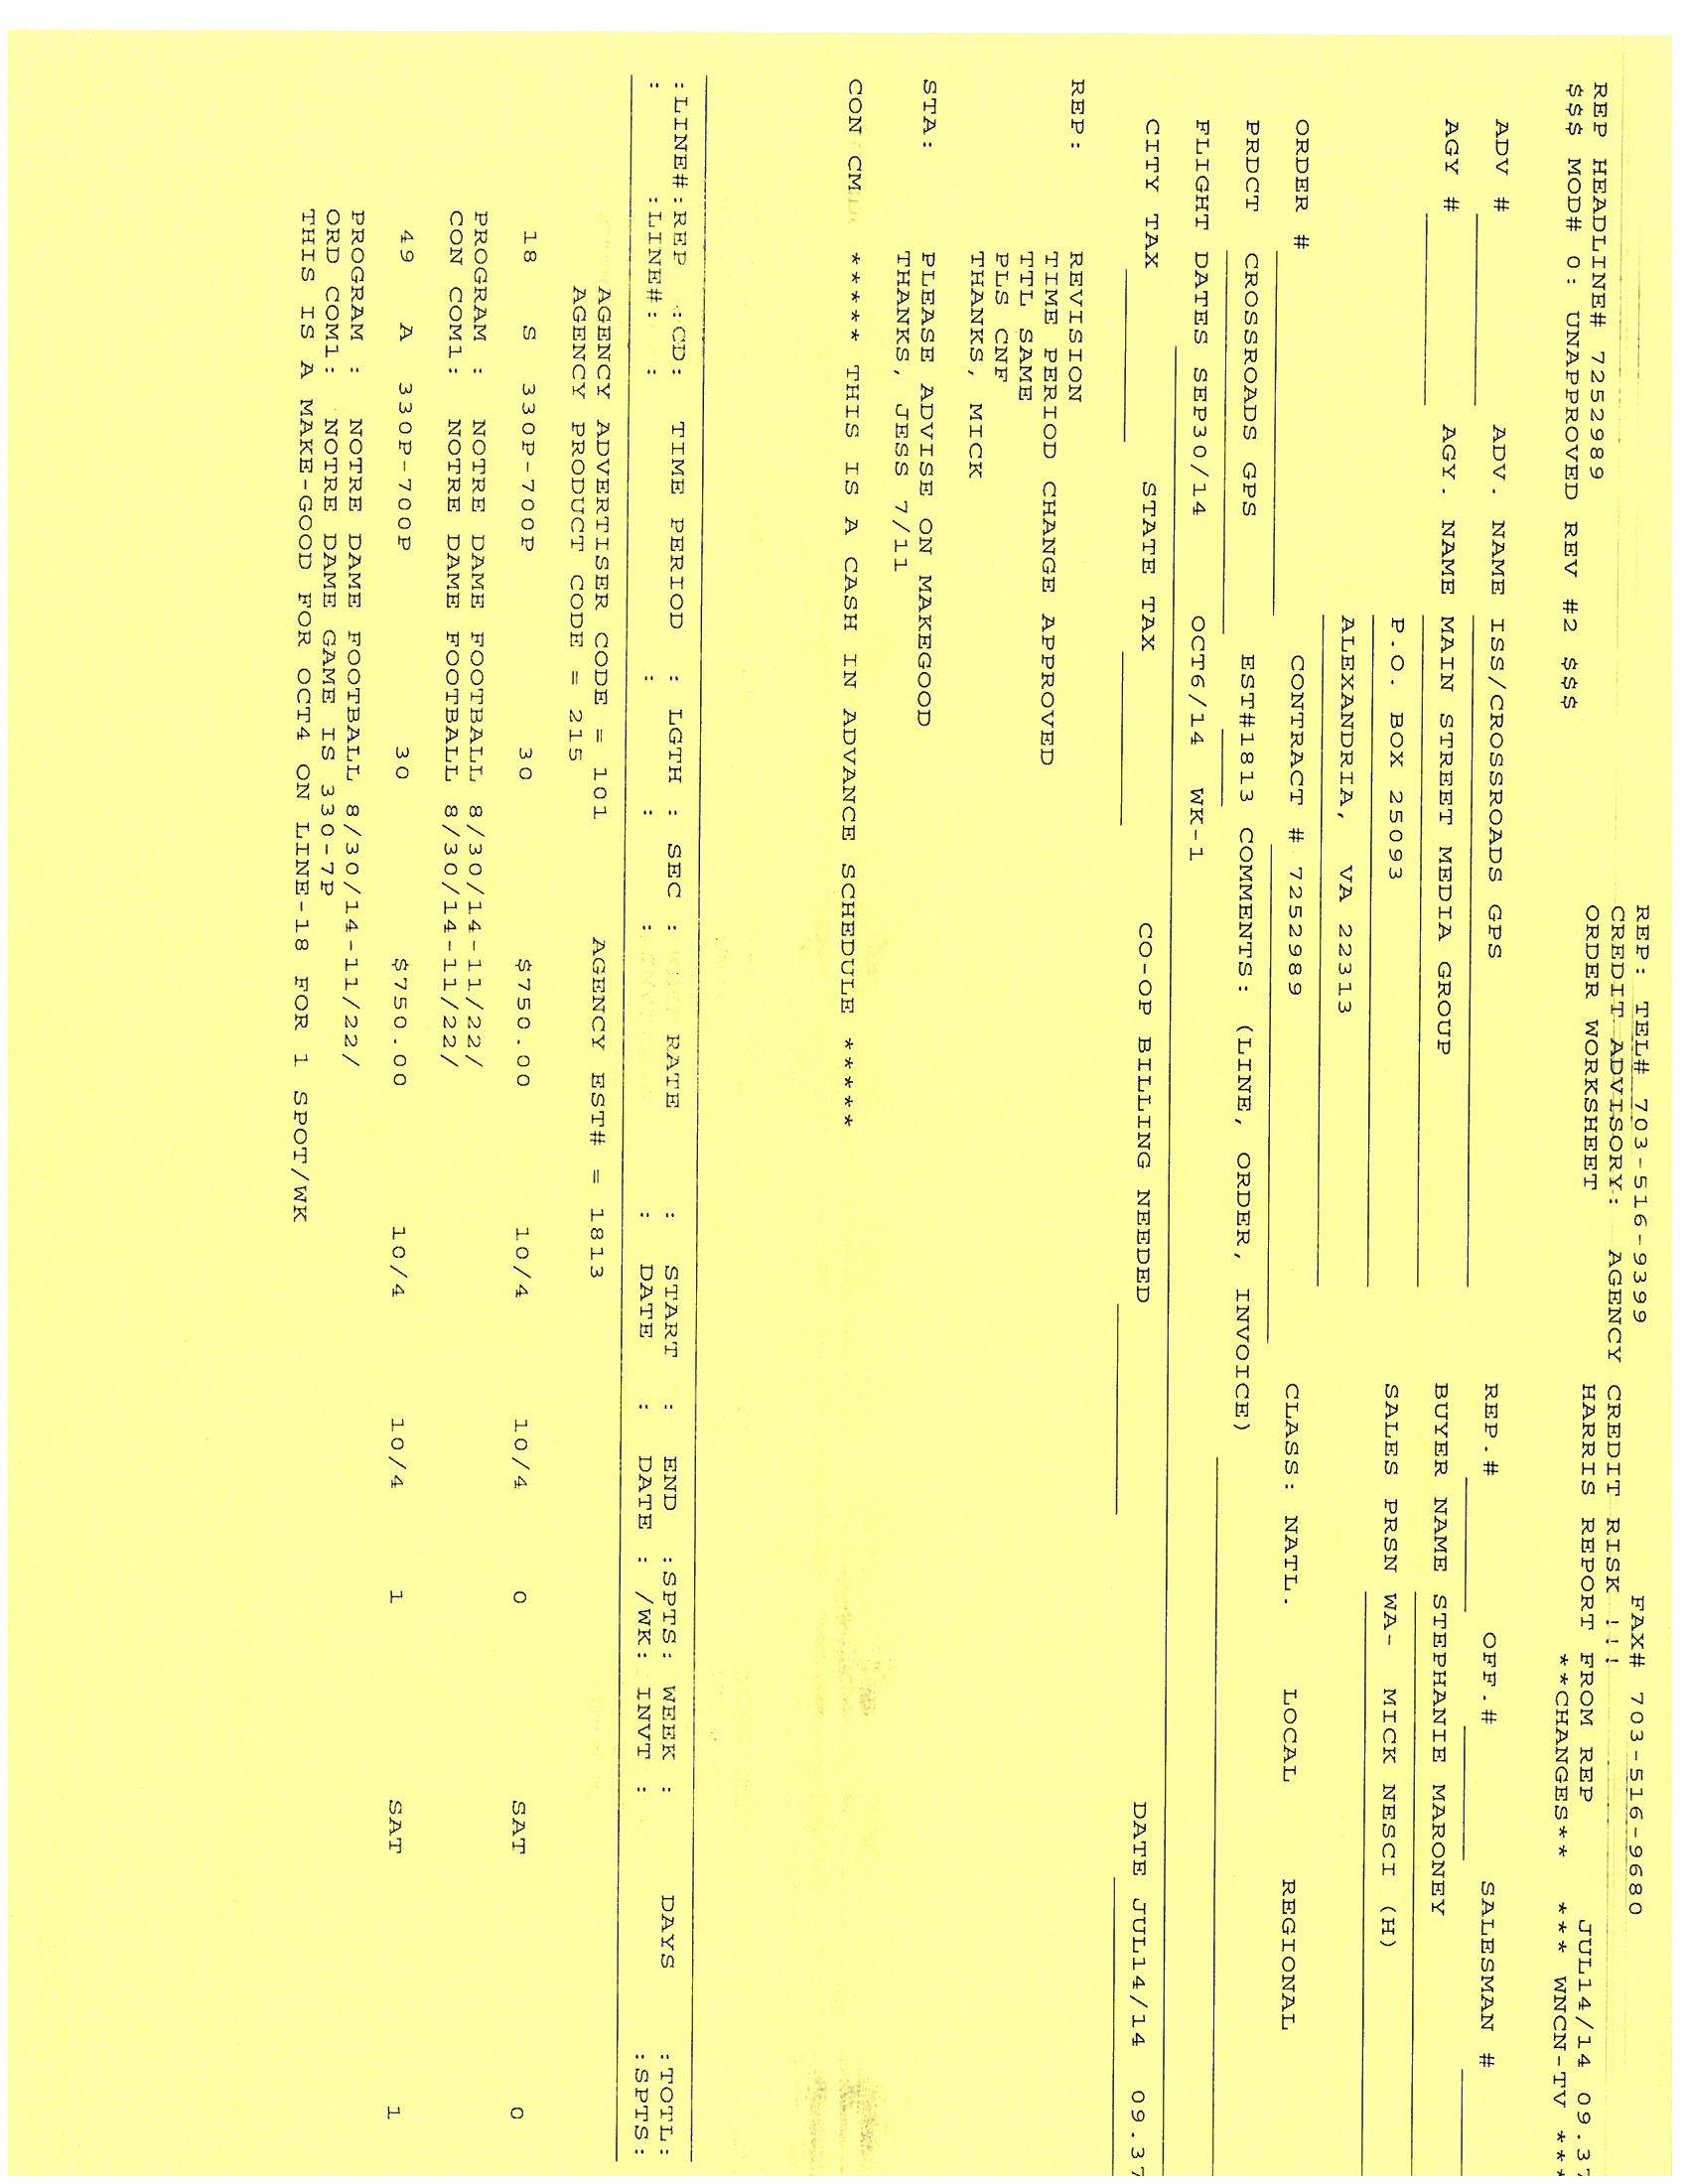 REP: TEL# 703-516-9399 FAX# 703-516-9680
CREDIT ADVISORY: AGENCY CREDIT RISK !!!
REP HEADLINE# 7252989 ORDER WORKSHEET HARRIS REPORT FROM REP JUL14/14 09.37
$$$ MOD# 0: UNAPPROVED REV #2 $$$ **CHANGES** *** WNCN-TV ***
ADV # ADV. NAME ISS/CROSSROADS GPS REP.# OFF.# SALESMAN #
AGY # AGY. NAME MAIN STREET MEDIA GROUP BUYER NAME STEPHANIE MARONEY
P.O. BOX 25093 SALES PRSN WA- MICK NESCI (H)
ALEXANDRIA, VA 22313
ORDER # CONTRACT # 7252989 CLASS: NATL. LOCAL REGIONAL
PRDCT CROSSROADS GPS EST#1813 COMMENTS: (LINE, ORDER, INVOICE)
FLIGHT DATES SEP30/14 OCT6/14 WK-1
CITY TAX STATE TAX CO-OP BILLING NEEDED DATE JUL14/14 09.37
REP: REVISION
TIME PERIOD CHANGE APPROVED
TTL SAME
PLS CNF
THANKS, MICK
STA: PLEASE ADVISE ON MAKEGOOD
THANKS, JESS 7/11
CON CM ***** THIS IS A CASH IN ADVANCE SCHEDULE *****
:LINE#:REP :CD: TIME PERIOD : LGTH : SEC : RATE : START : END :SPTS: WEEK : DAYS :TOTL:
: :LINE#: : : : : : DATE : DATE : /WK: INVT : :SPTS:
AGENCY ADVERTISER CODE = 101 AGENCY EST# = 1813
AGENCY PRODUCT CODE = 215
18 S 330P-700P 30 $750.00 10/4 10/4 0 SAT 0
PROGRAM : NOTRE DAME FOOTBALL 8/30/14-11/22/
CON COM1: NOTRE DAME FOOTBALL 8/30/14-11/22/
49 A 330P-700P 30 $750.00 10/4 10/4 1 SAT 1
PROGRAM : NOTRE DAME FOOTBALL 8/30/14-11/22/
ORD COM1: NOTRE DAME GAME IS 330-7P
THIS IS A MAKE-GOOD FOR OCT4 ON LINE-18 FOR 1 SPOT/WK